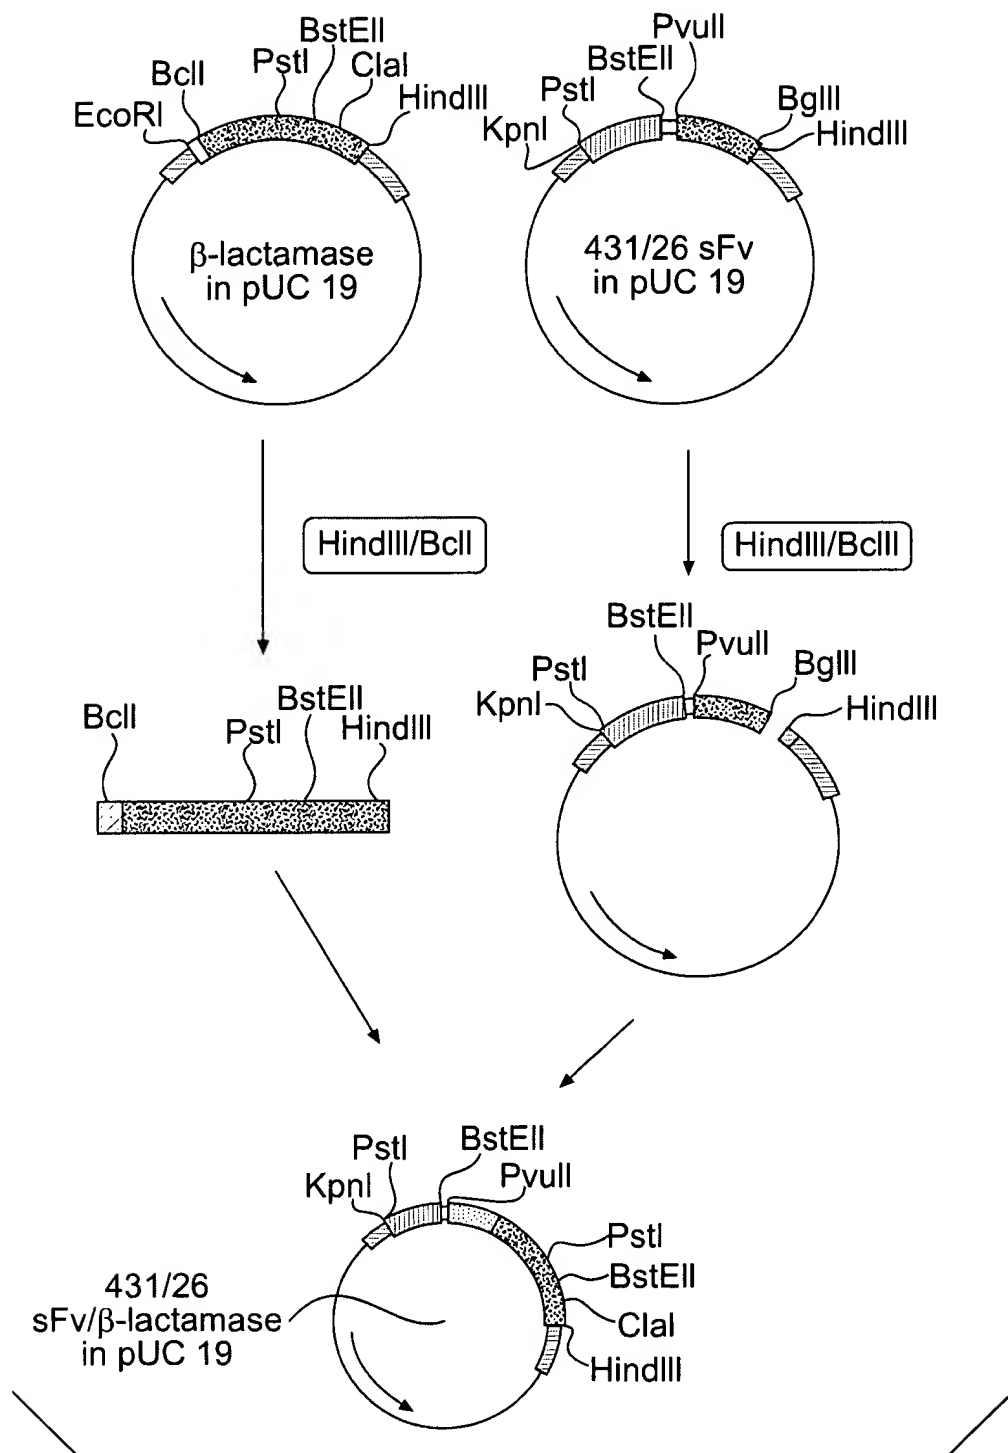 EcoRI
BclI
PstI
BstEII
ClaI
HindIII
β-lactamase
in pUC 19
KpnI
PstI
BstEII
PvuII
BglII
HindIII
431/26 sFv
in pUC 19
HindIII/BclI
HindIII/BclII
BclI
PstI
BstEII
HindIII
KpnI
PstI
BstEII
PvuII
BglII
HindIII
KpnI
PstI
BstEII
PvuII
PstI
BstEII
ClaI
HindIII
431/26
sFv/β-lactamase
in pUC 19